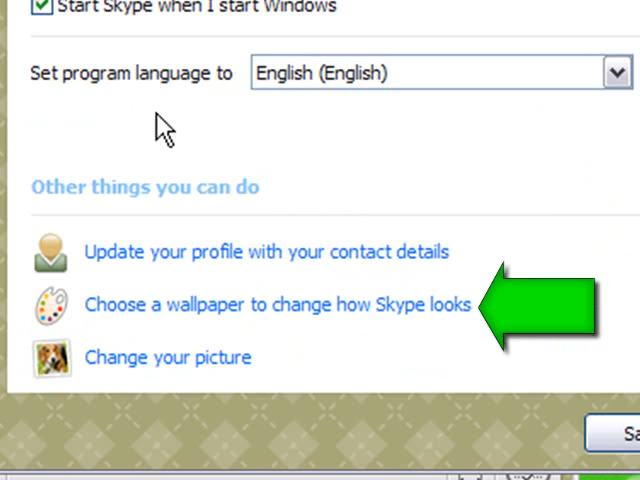 Start Skype when I start Windows
Set program language to English (English)
Other things you can do
Update your profile with your contact details
Choose a wallpaper to change how Skype looks
Change your picture